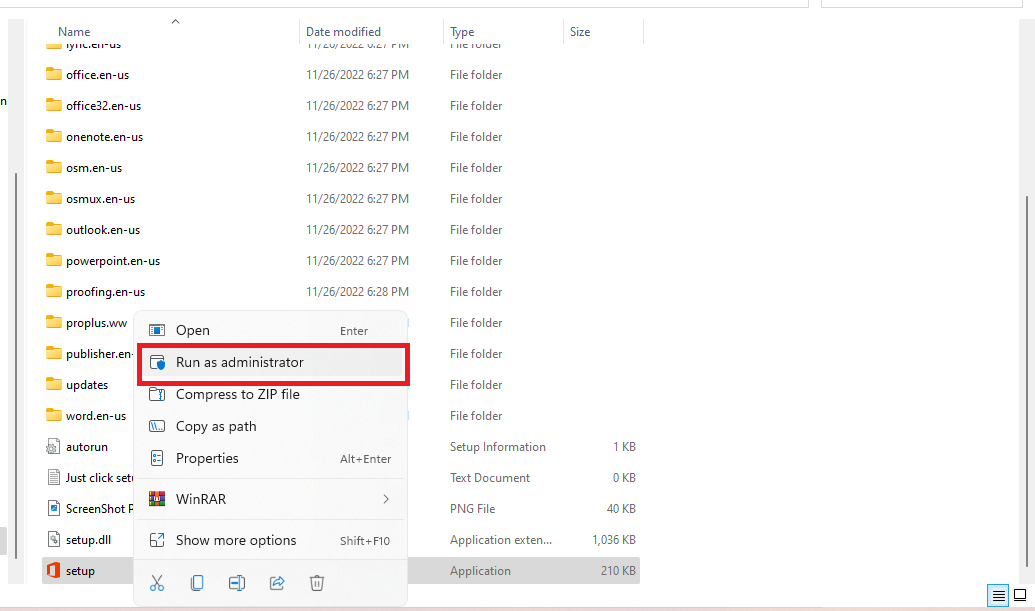 Name Date modified Type Size
lync.en-us 11/26/2022 6:27 PM File folder
office.en-us 11/26/2022 6:27 PM File folder
office32.en-us 11/26/2022 6:27 PM File folder
onenote.en-us 11/26/2022 6:27 PM File folder
osm.en-us 11/26/2022 6:27 PM File folder
osmux.en-us 11/26/2022 6:27 PM File folder
outlook.en-us 11/26/2022 6:27 PM File folder
powerpoint.en-us 11/26/2022 6:27 PM File folder
proofing.en-us 11/26/2022 6:28 PM File folder
proplus.ww File folder
publisher.en- File folder
updates File folder
word.en-us File folder
autorun Setup Information 1 KB
Just click setu Text Document 0 KB
ScreenShot P PNG File 40 KB
setup.dll Application exten... 1,036 KB
setup Application 210 KB
Open Enter
Run as administrator
Compress to ZIP file
Copy as path
Properties Alt+Enter
WinRAR
Show more options Shift+F10